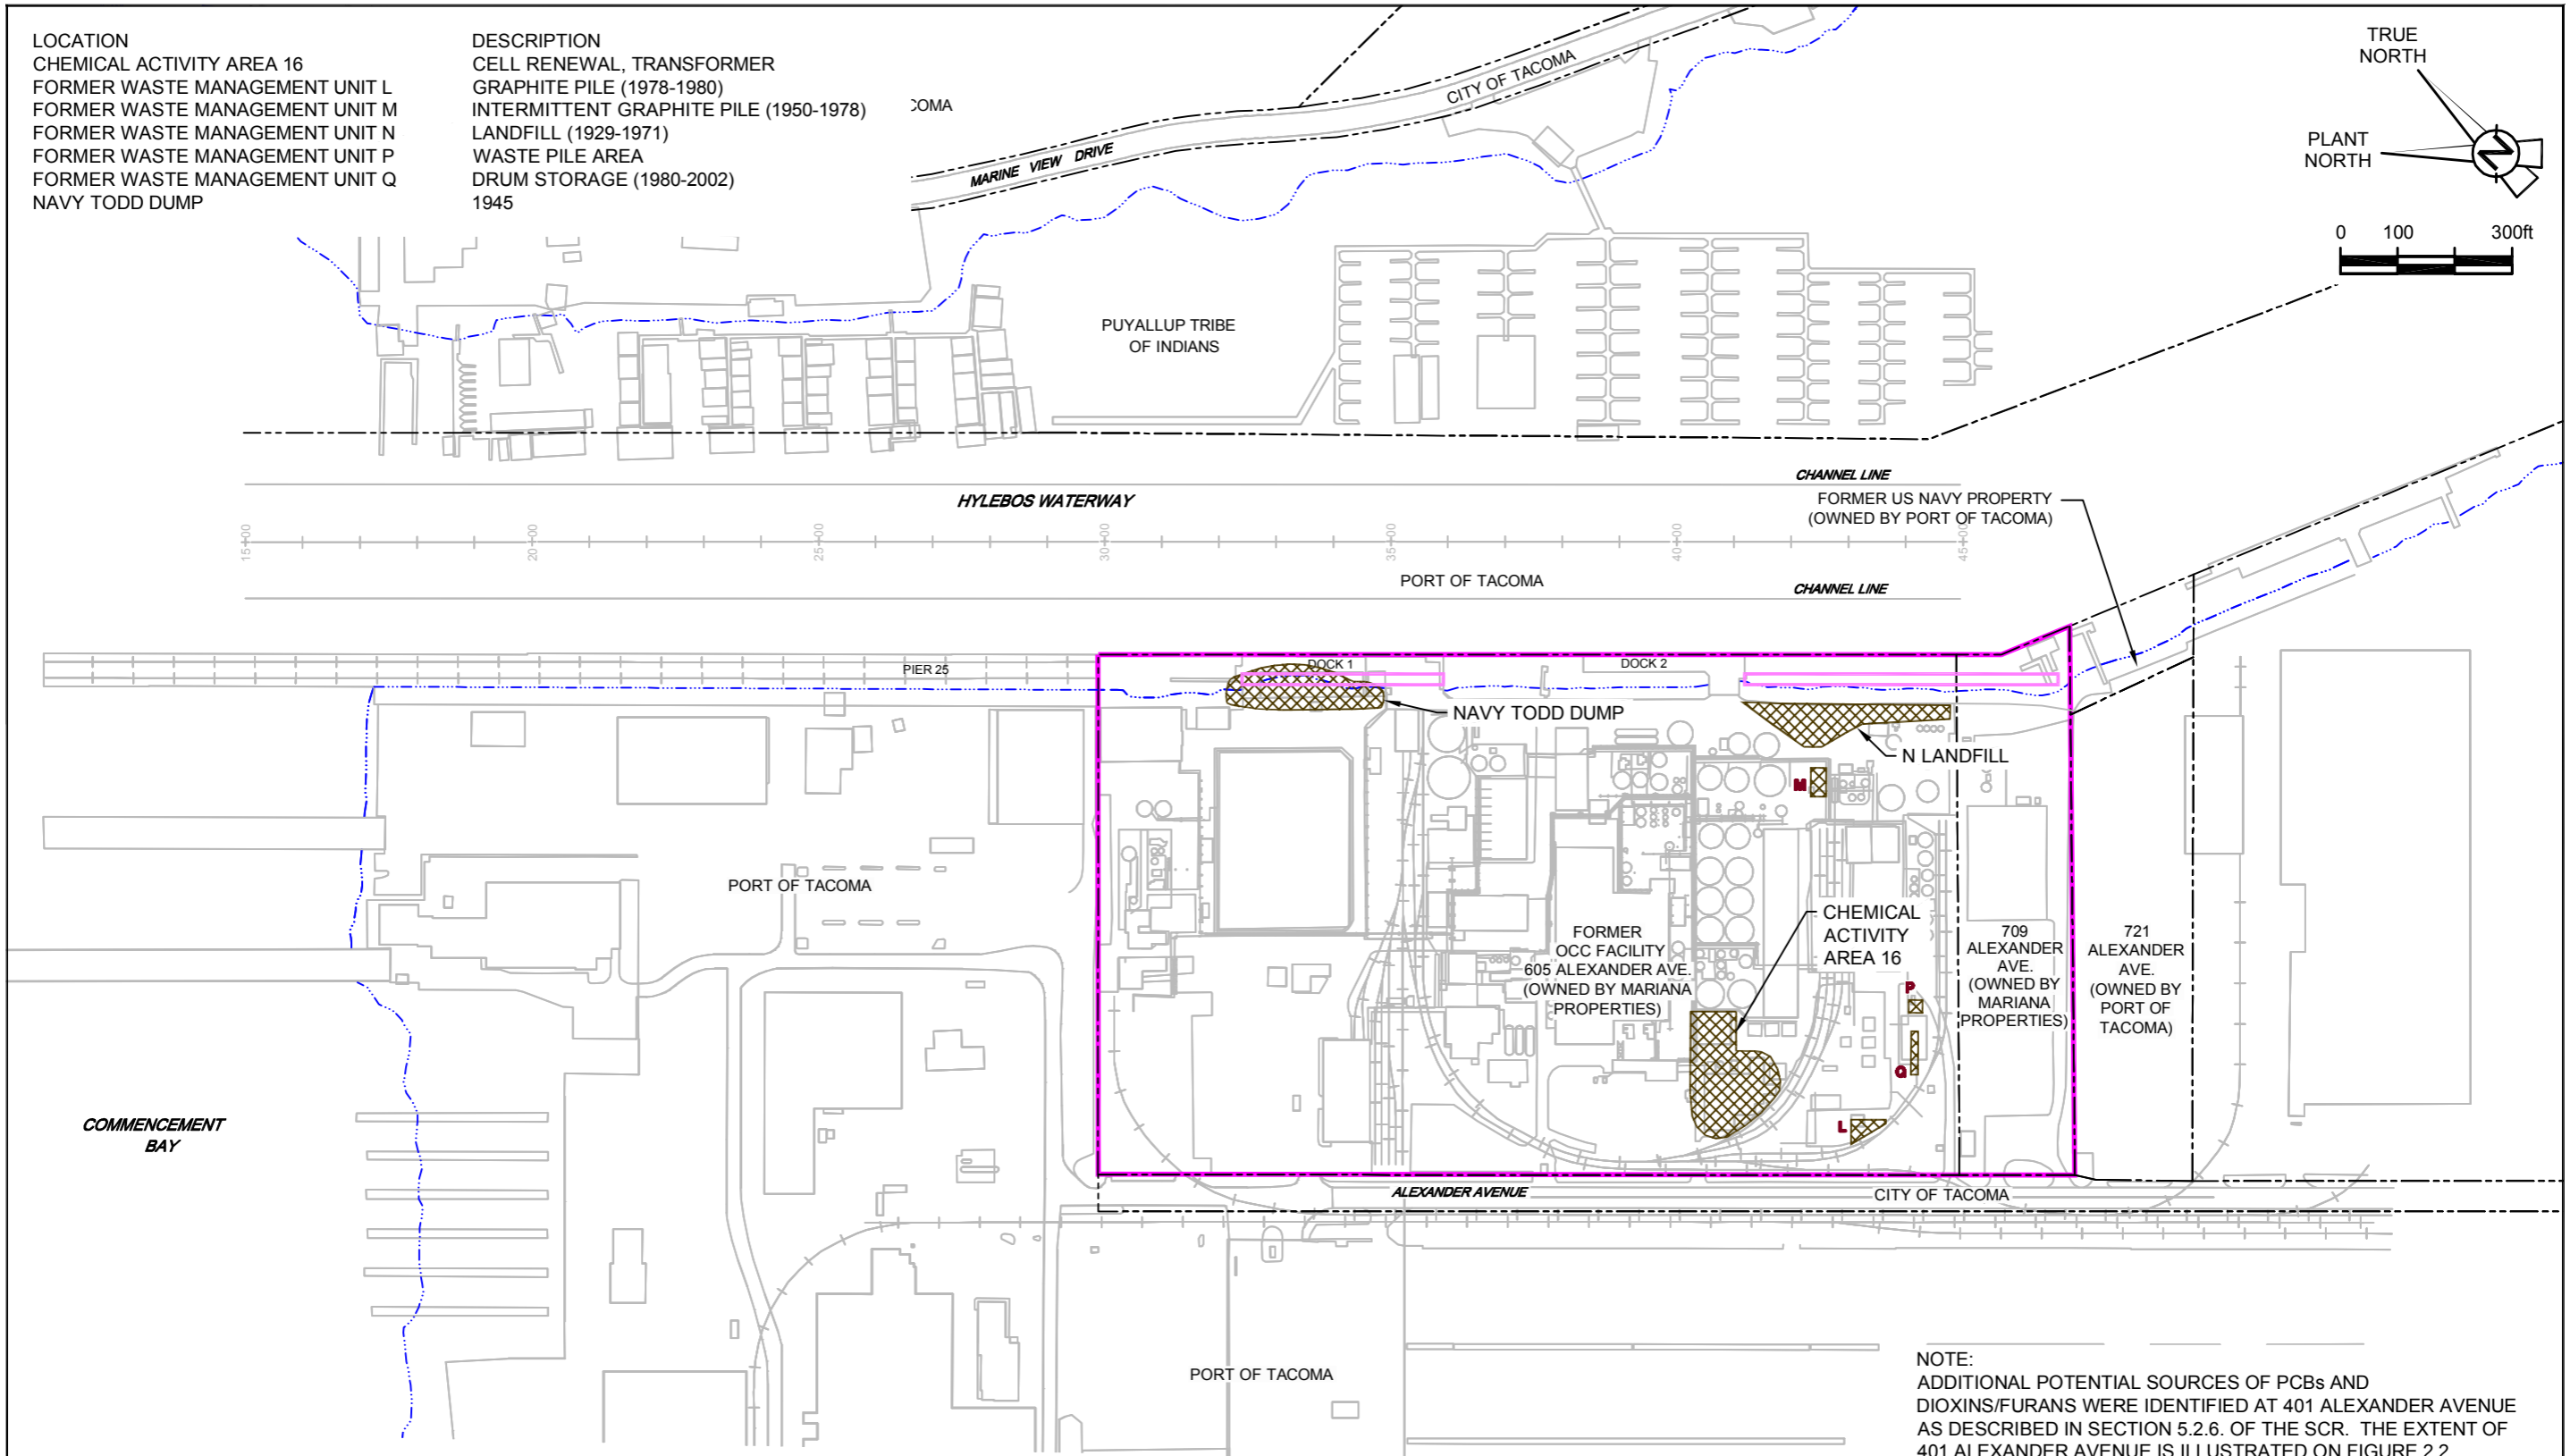 LOCATION DESCRIPTION
CHEMICAL ACTIVITY AREA 16 CELL RENEWAL, TRANSFORMER
FORMER WASTE MANAGEMENT UNIT L GRAPHITE PILE (1978-1980)
FORMER WASTE MANAGEMENT UNIT M INTERMITTENT GRAPHITE PILE (1950-1978)
FORMER WASTE MANAGEMENT UNIT N LANDFILL (1929-1971)
FORMER WASTE MANAGEMENT UNIT P WASTE PILE AREA
FORMER WASTE MANAGEMENT UNIT Q DRUM STORAGE (1980-2002)
NAVY TODD DUMP 1945
COMA
CITY OF TACOMA
MARINE VIEW DRIVE
TRUE
NORTH
PLANT
NORTH
N
0 100 300ft
PUYALLUP TRIBE
OF INDIANS
CHANNEL LINE
HYLEBOS WATERWAY
FORMER US NAVY PROPERTY
(OWNED BY PORT OF TACOMA)
15+00 20+00 25+00 30+00 35+00 40+00 45+00
PORT OF TACOMA
CHANNEL LINE
PIER 25
DOCK 1
DOCK 2
NAVY TODD DUMP
N LANDFILL
M
PORT OF TACOMA
CHEMICAL
ACTIVITY
AREA 16
FORMER
OCC FACILITY
605 ALEXANDER AVE.
(OWNED BY MARIANA
PROPERTIES)
709
ALEXANDER
AVE.
(OWNED BY
MARIANA
PROPERTIES)
721
ALEXANDER
AVE.
(OWNED BY
PORT OF
TACOMA)
P
Q
L
COMMENCEMENT
BAY
ALEXANDER AVENUE
CITY OF TACOMA
PORT OF TACOMA
NOTE:
ADDITIONAL POTENTIAL SOURCES OF PCBs AND
DIOXINS/FURANS WERE IDENTIFIED AT 401 ALEXANDER AVENUE
AS DESCRIBED IN SECTION 5.2.6. OF THE SCR. THE EXTENT OF
401 ALEXANDER AVENUE IS ILLUSTRATED ON FIGURE 2.2